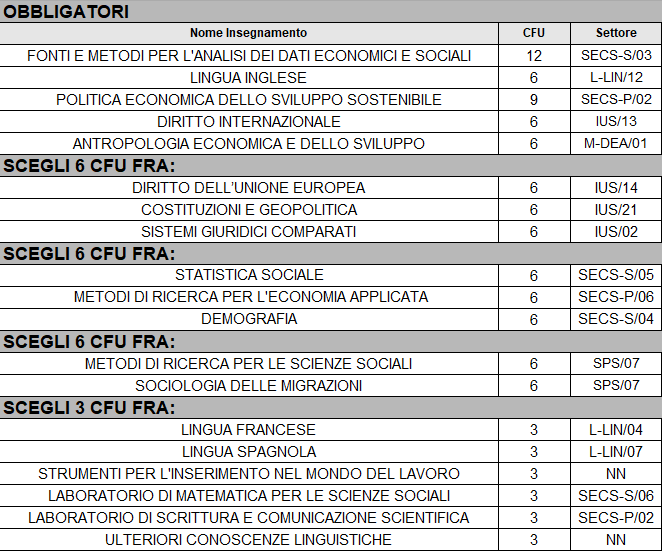 OBBLIGATORI
Nome Insegnamento CFU Settore
FONTI E METODI PER L'ANALISI DEI DATI ECONOMICI E SOCIALI 12 SECS-S/03
LINGUA INGLESE 6 L-LIN/12
POLITICA ECONOMICA DELLO SVILUPPO SOSTENIBILE 9 SECS-P/02
DIRITTO INTERNAZIONALE 6 IUS/13
ANTROPOLOGIA ECONOMICA E DELLO SVILUPPO 6 M-DEA/01
SCEGLI 6 CFU FRA:
DIRITTO DELL'UNIONE EUROPEA 6 IUS/14
COSTITUZIONI E GEOPOLITICA 6 IUS/21
SISTEMI GIURIDICI COMPARATI 6 IUS/02
SCEGLI 6 CFU FRA:
STATISTICA SOCIALE 6 SECS-S/05
METODI DI RICERCA PER L'ECONOMIA APPLICATA 6 SECS-P/06
DEMOGRAFIA 6 SECS-S/04
SCEGLI 6 CFU FRA:
METODI DI RICERCA PER LE SCIENZE SOCIALI 6 SPS/07
SOCIOLOGIA DELLE MIGRAZIONI 6 SPS/07
SCEGLI 3 CFU FRA:
LINGUA FRANCESE 3 L-LIN/04
LINGUA SPAGNOLA 3 L-LIN/07
STRUMENTI PER L'INSERIMENTO NEL MONDO DEL LAVORO 3 NN
LABORATORIO DI MATEMATICA PER LE SCIENZE SOCIALI 3 SECS-S/06
LABORATORIO DI SCRITTURA E COMUNICAZIONE SCIENTIFICA 3 SECS-P/02
ULTERIORI CONOSCENZE LINGUISTICHE 3 NN